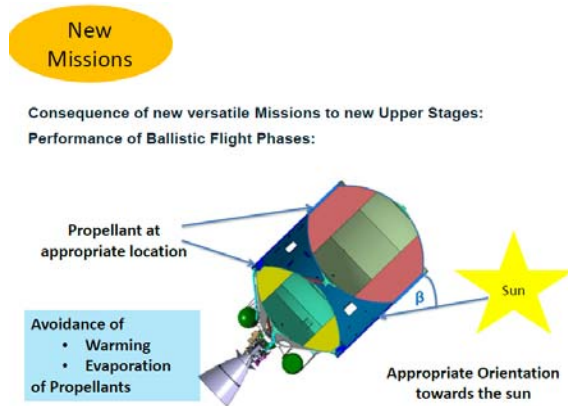 New
Missions
Consequence of new versatile Missions to new Upper Stages:
Performance of Ballistic Flight Phases:
Propellant at
appropriate location
β
Sun
Avoidance of
• Warming
• Evaporation
of Propellants
Appropriate Orientation
towards the sun